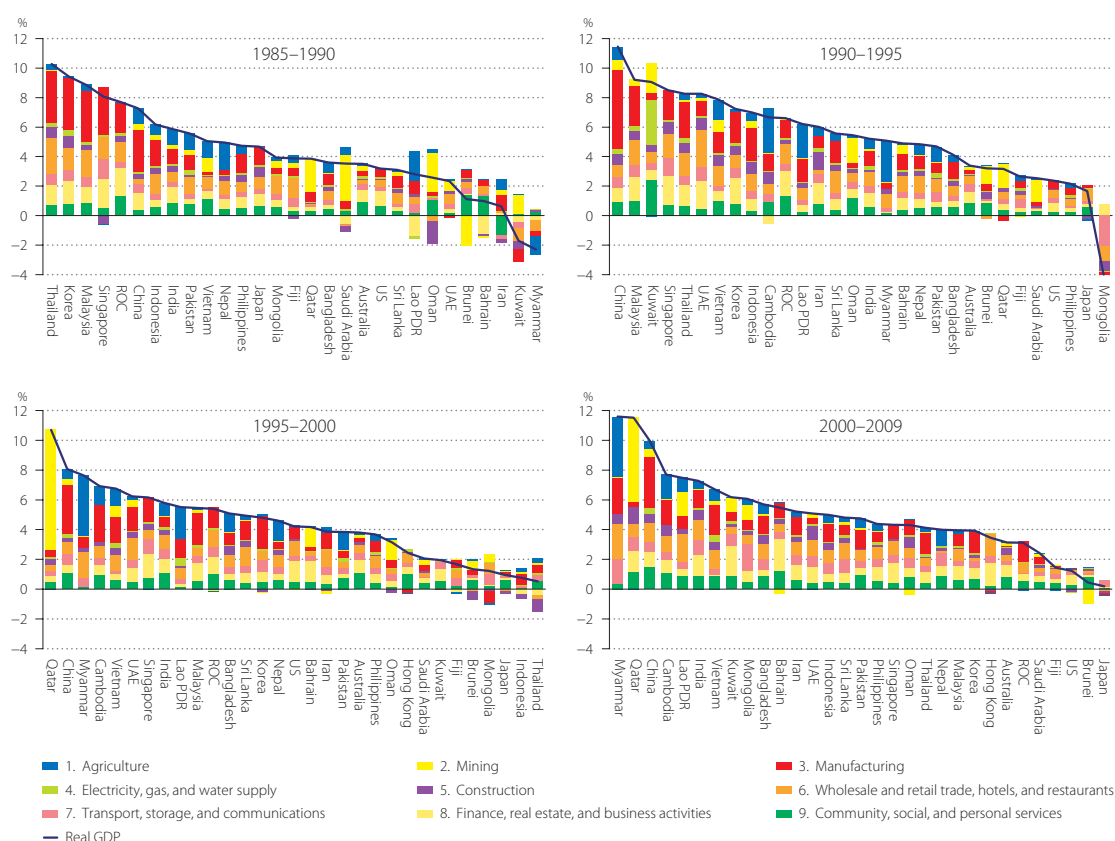 %
12
10
8
6
4
2
0
−2
−4
1985–1990
Thailand
Korea
Malaysia
Singapore
ROC
China
Indonesia
India
Pakistan
Vietnam
Nepal
Philippines
Japan
Mongolia
Fiji
Qatar
Bangladesh
Saudi Arabia
Australia
US
Sri Lanka
Lao PDR
Oman
UAE
Brunei
Bahrain
Iran
Kuwait
Myanmar
%
12
10
8
6
4
2
0
−2
−4
1990–1995
China
Malaysia
Kuwait
Singapore
Thailand
UAE
Vietnam
Korea
Indonesia
Cambodia
ROC
Lao PDR
Iran
Sri Lanka
India
Oman
Myanmar
Bahrain
Nepal
Pakistan
Bangladesh
Australia
Brunei
Qatar
Fiji
Saudi Arabia
US
Philippines
Japan
Mongolia
%
12
10
8
6
4
2
0
−2
−4
1995–2000
Qatar
China
Myanmar
Cambodia
Vietnam
UAE
Singapore
India
Lao PDR
Malaysia
ROC
Bangladesh
Sri Lanka
Korea
Nepal
US
Bahrain
Iran
Pakistan
Australia
Philippines
Oman
Hong Kong
Saudi Arabia
Kuwait
Fiji
Brunei
Mongolia
Japan
Indonesia
Thailand
%
12
10
8
6
4
2
0
−2
−4
2000–2009
Myanmar
Qatar
China
Cambodia
Lao PDR
India
Vietnam
Kuwait
Mongolia
Bangladesh
Bahrain
Iran
UAE
Indonesia
Sri Lanka
Pakistan
Philippines
Singapore
Oman
Thailand
Nepal
Malaysia
Korea
Hong Kong
Australia
ROC
Saudi Arabia
Fiji
US
Brunei
Japan
1. Agriculture
2. Mining
3. Manufacturing
4. Electricity, gas, and water supply
5. Construction
6. Wholesale and retail trade, hotels, and restaurants
7. Transport, storage, and communications
8. Finance, real estate, and business activities
9. Community, social, and personal services
Real GDP